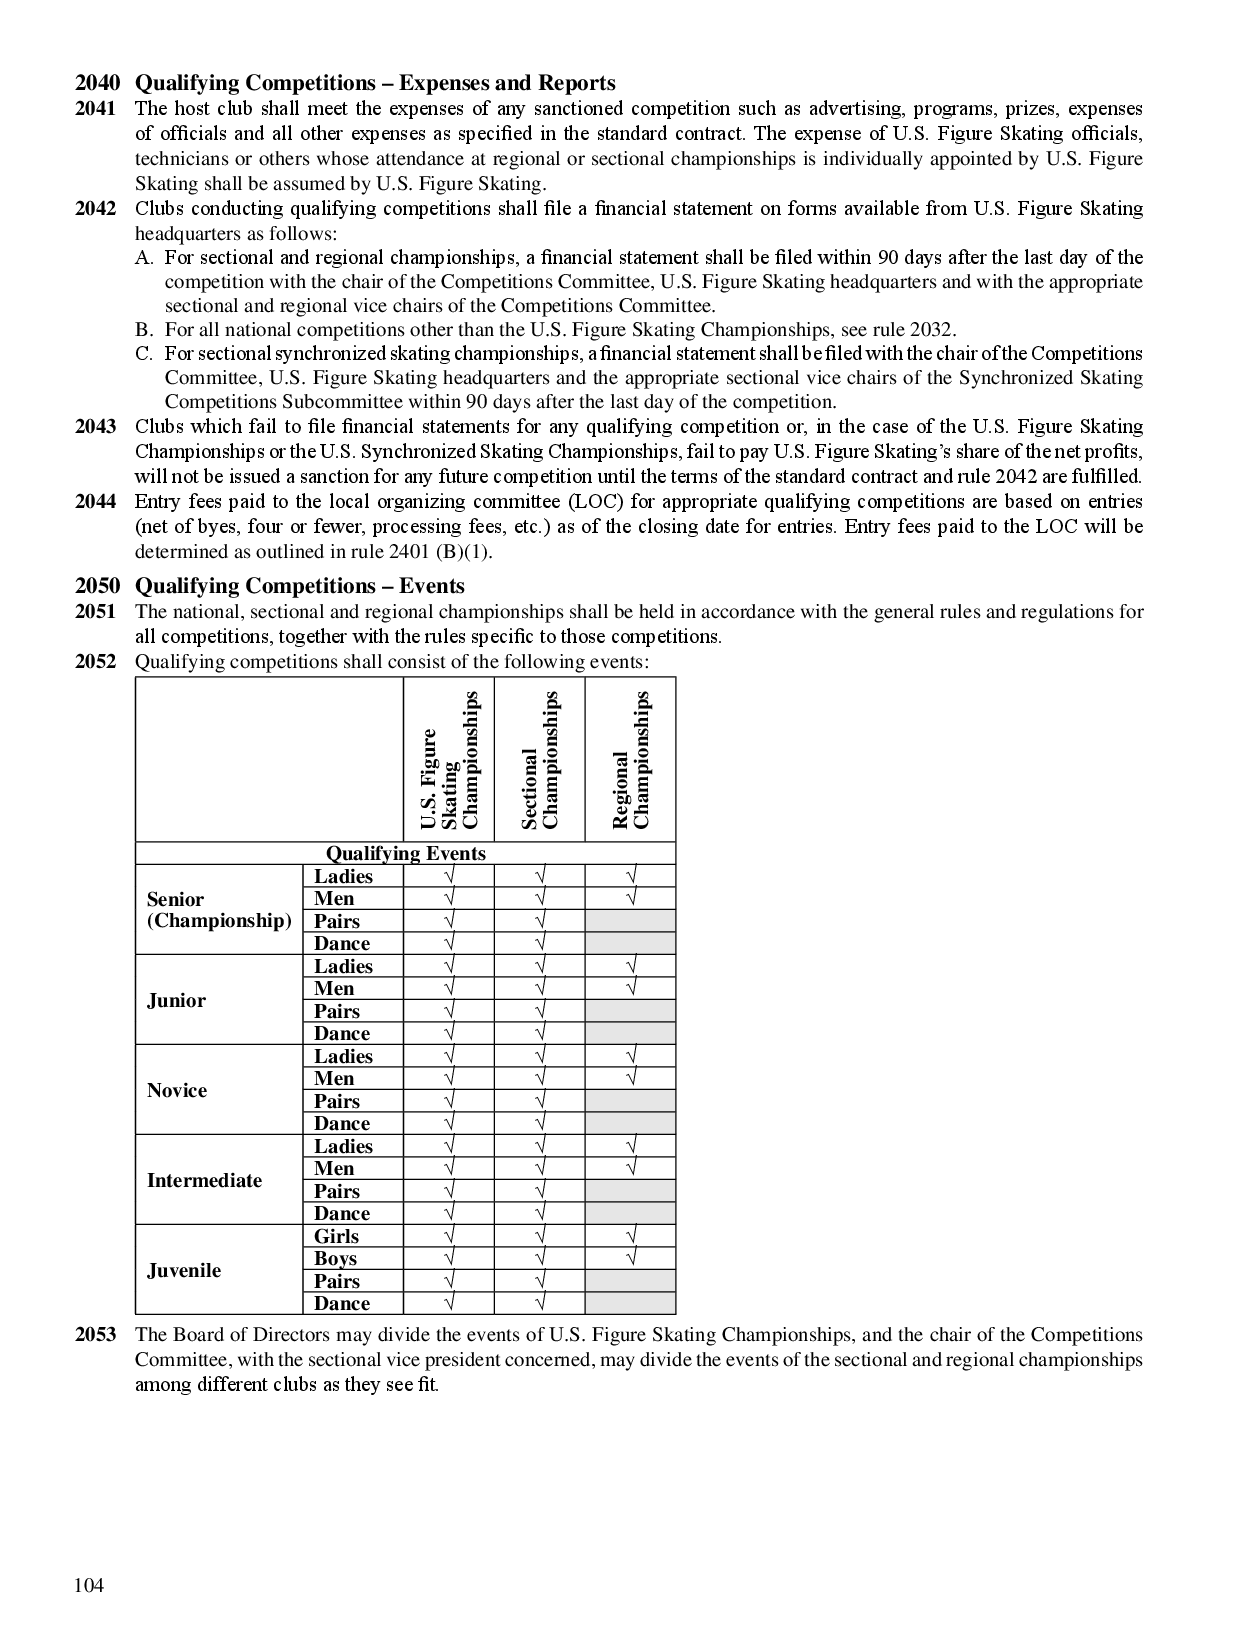 2040 Qualifying Competitions – Expenses and Reports
2041 The host club shall meet the expenses of any sanctioned competition such as advertising, programs, prizes, expenses
of officials and all other expenses as specified in the standard contract. The expense of U.S. Figure Skating officials,
technicians or others whose attendance at regional or sectional championships is individually appointed by U.S. Figure
Skating shall be assumed by U.S. Figure Skating.
2042 Clubs conducting qualifying competitions shall file a financial statement on forms available from U.S. Figure Skating
headquarters as follows:
A. For sectional and regional championships, a financial statement shall be filed within 90 days after the last day of the
competition with the chair of the Competitions Committee, U.S. Figure Skating headquarters and with the appropriate
sectional and regional vice chairs of the Competitions Committee.
B. For all national competitions other than the U.S. Figure Skating Championships, see rule 2032.
C. For sectional synchronized skating championships, a financial statement shall be filed with the chair of the Competitions
Committee, U.S. Figure Skating headquarters and the appropriate sectional vice chairs of the Synchronized Skating
Competitions Subcommittee within 90 days after the last day of the competition.
2043 Clubs which fail to file financial statements for any qualifying competition or, in the case of the U.S. Figure Skating
Championships or the U.S. Synchronized Skating Championships, fail to pay U.S. Figure Skating's share of the net profits,
will not be issued a sanction for any future competition until the terms of the standard contract and rule 2042 are fulfilled.
2044 Entry fees paid to the local organizing committee (LOC) for appropriate qualifying competitions are based on entries
(net of byes, four or fewer, processing fees, etc.) as of the closing date for entries. Entry fees paid to the LOC will be
determined as outlined in rule 2401 (B)(1).
2050 Qualifying Competitions – Events
2051 The national, sectional and regional championships shall be held in accordance with the general rules and regulations for
all competitions, together with the rules specific to those competitions.
2052 Qualifying competitions shall consist of the following events:
U.S. Figure
Skating
Championships
Sectional
Championships
Regional
Championships
Qualifying Events
Senior
(Championship)
Ladies √ √ √
Men √ √ √
Pairs √ √
Dance √ √
Junior
Ladies √ √ √
Men √ √ √
Pairs √ √
Dance √ √
Novice
Ladies √ √ √
Men √ √ √
Pairs √ √
Dance √ √
Intermediate
Ladies √ √ √
Men √ √ √
Pairs √ √
Dance √ √
Juvenile
Girls √ √ √
Boys √ √ √
Pairs √ √
Dance √ √
2053 The Board of Directors may divide the events of U.S. Figure Skating Championships, and the chair of the Competitions
Committee, with the sectional vice president concerned, may divide the events of the sectional and regional championships
among different clubs as they see fit.
104